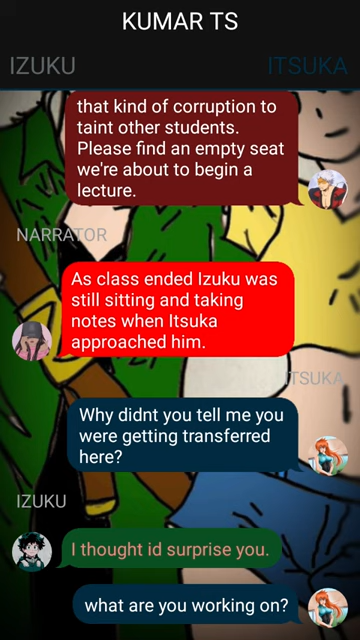 KUMAR TS
IZUKU
ITSUKA
that kind of corruption to
taint other students.
Please find an empty seat
we're about to begin a
lecture.
NARRATOR
As class ended Izuku was
still sitting and taking
notes when Itsuka
approached him.
ITSUKA
Why didnt you tell me you
were getting transferred
here?
IZUKU
I thought id surprise you.
what are you working on?